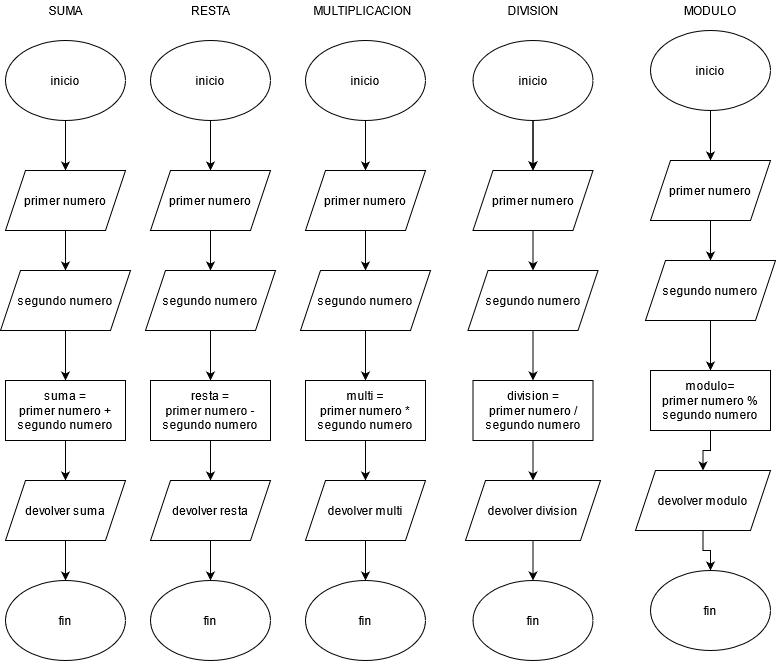 SUMA
inicio
primer numero
segundo numero
suma =
primer numero +
segundo numero
devolver suma
fin
RESTA
inicio
primer numero
segundo numero
resta =
primer numero -
segundo numero
devolver resta
fin
MULTIPLICACION
inicio
primer numero
segundo numero
multi =
primer numero *
segundo numero
devolver multi
fin
DIVISION
inicio
primer numero
segundo numero
division =
primer numero /
segundo numero
devolver division
fin
MODULO
inicio
primer numero
segundo numero
modulo=
primer numero %
segundo numero
devolver modulo
fin